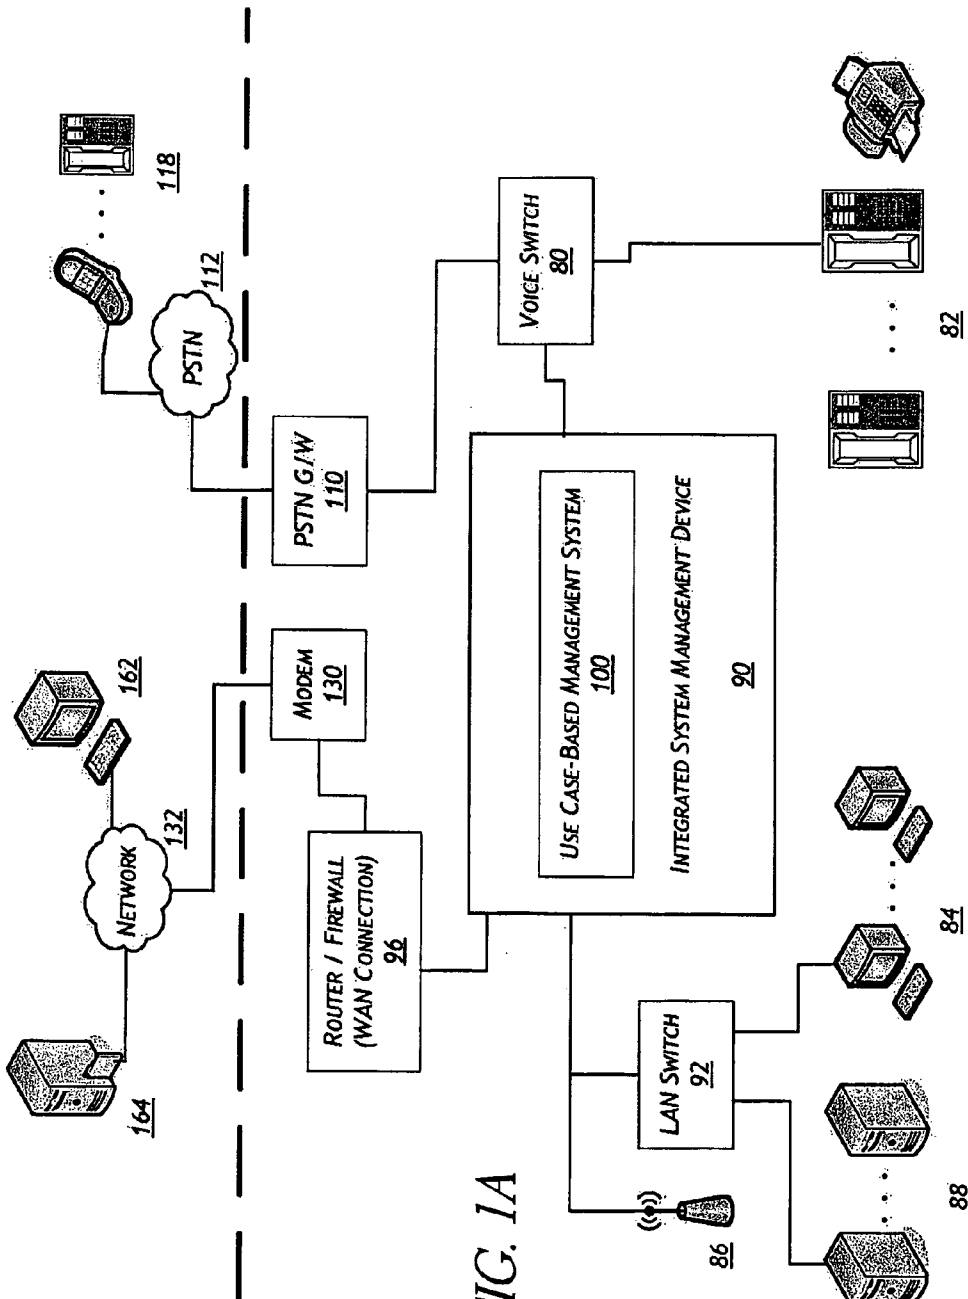 164
NETWORK
132
162
PSTN
112
118
ROUTER / FIREWALL
(WAN CONNECTION)
96
MODEM
130
PSTN G/W
110
VOICE SWITCH
80
USE CASE-BASED MANAGEMENT SYSTEM
100
INTEGRATED SYSTEM MANAGEMENT DEVICE
90
LAN SWITCH
92
86
88
84
82
FIG. 1A